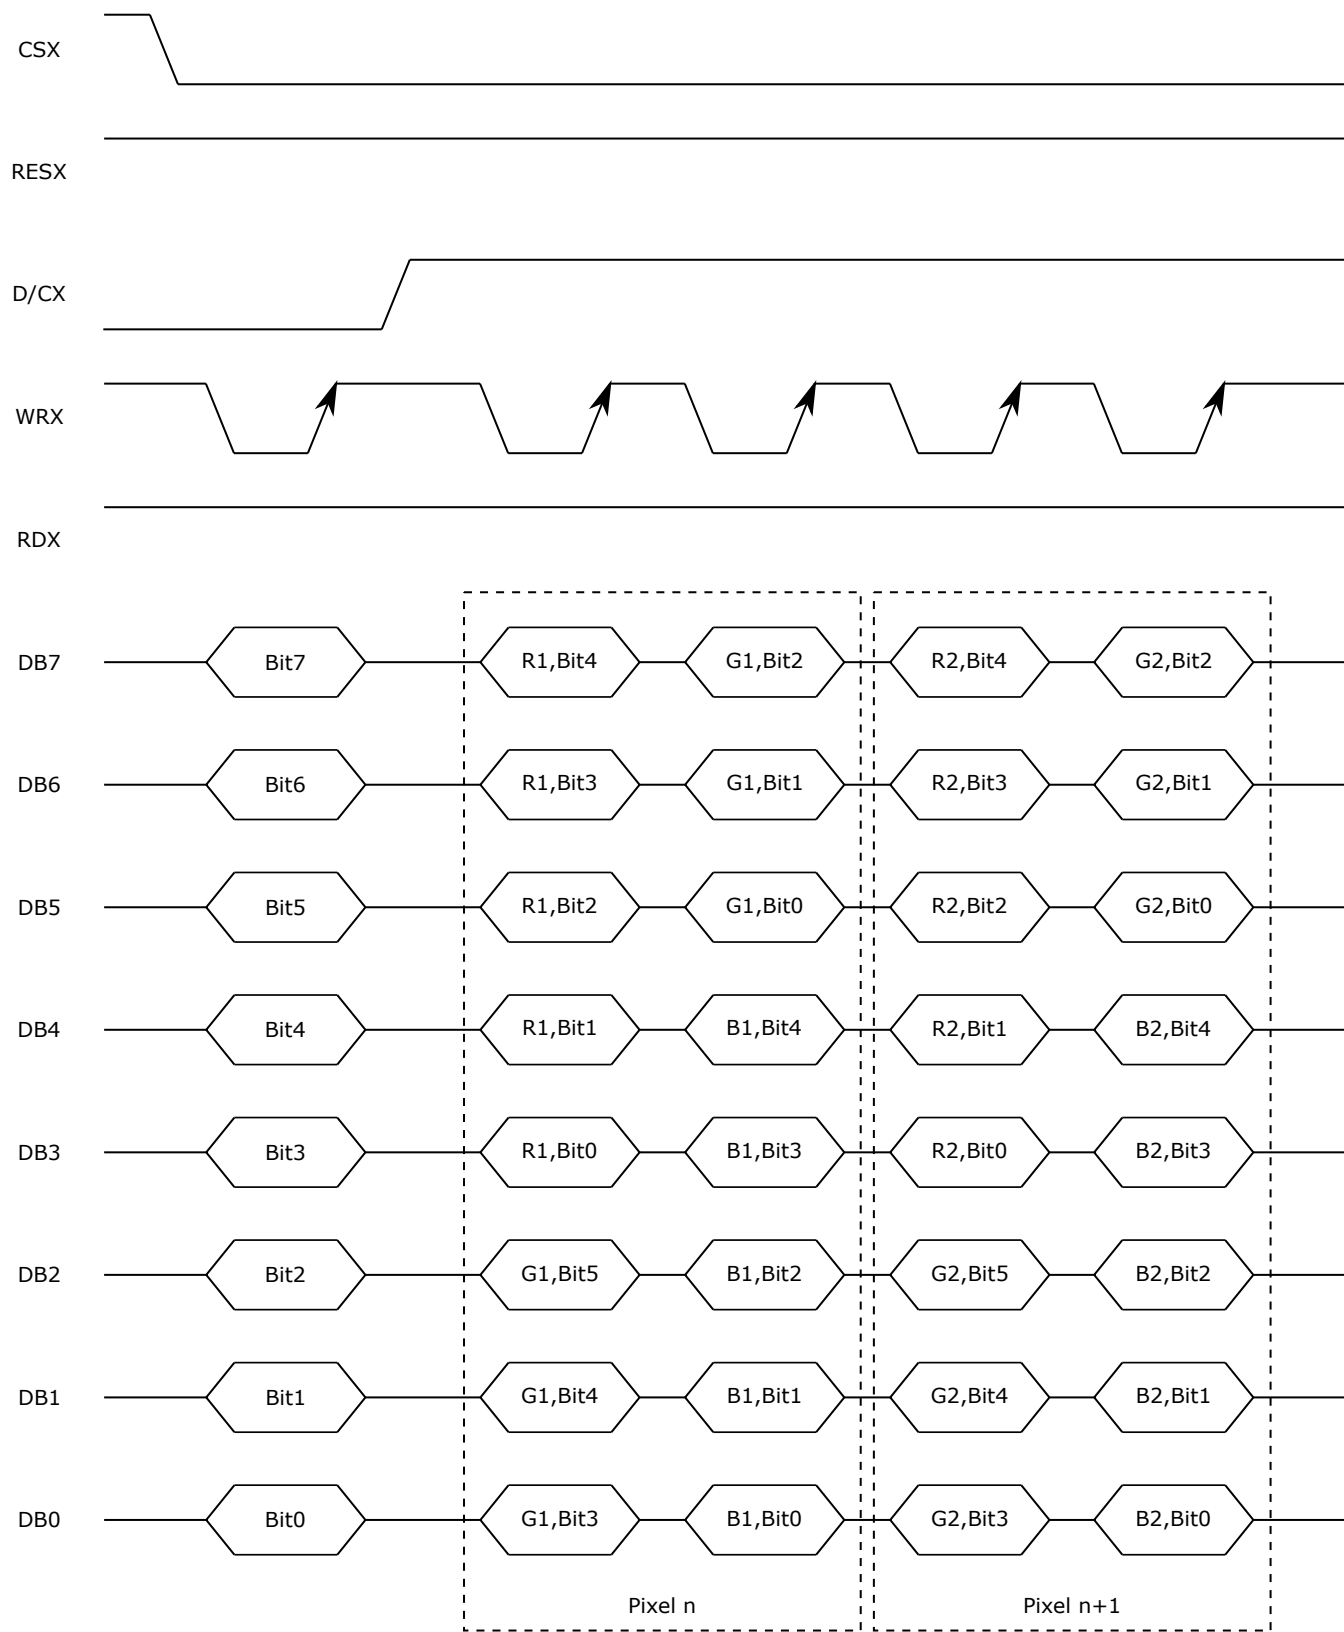 CSX
RESX
D/CX
WRX
RDX
DB7 Bit7 R1,Bit4 G1,Bit2 R2,Bit4 G2,Bit2
DB6 Bit6 R1,Bit3 G1,Bit1 R2,Bit3 G2,Bit1
DB5 Bit5 R1,Bit2 G1,Bit0 R2,Bit2 G2,Bit0
DB4 Bit4 R1,Bit1 B1,Bit4 R2,Bit1 B2,Bit4
DB3 Bit3 R1,Bit0 B1,Bit3 R2,Bit0 B2,Bit3
DB2 Bit2 G1,Bit5 B1,Bit2 G2,Bit5 B2,Bit2
DB1 Bit1 G1,Bit4 B1,Bit1 G2,Bit4 B2,Bit1
DB0 Bit0 G1,Bit3 B1,Bit0 G2,Bit3 B2,Bit0
Pixel n Pixel n+1